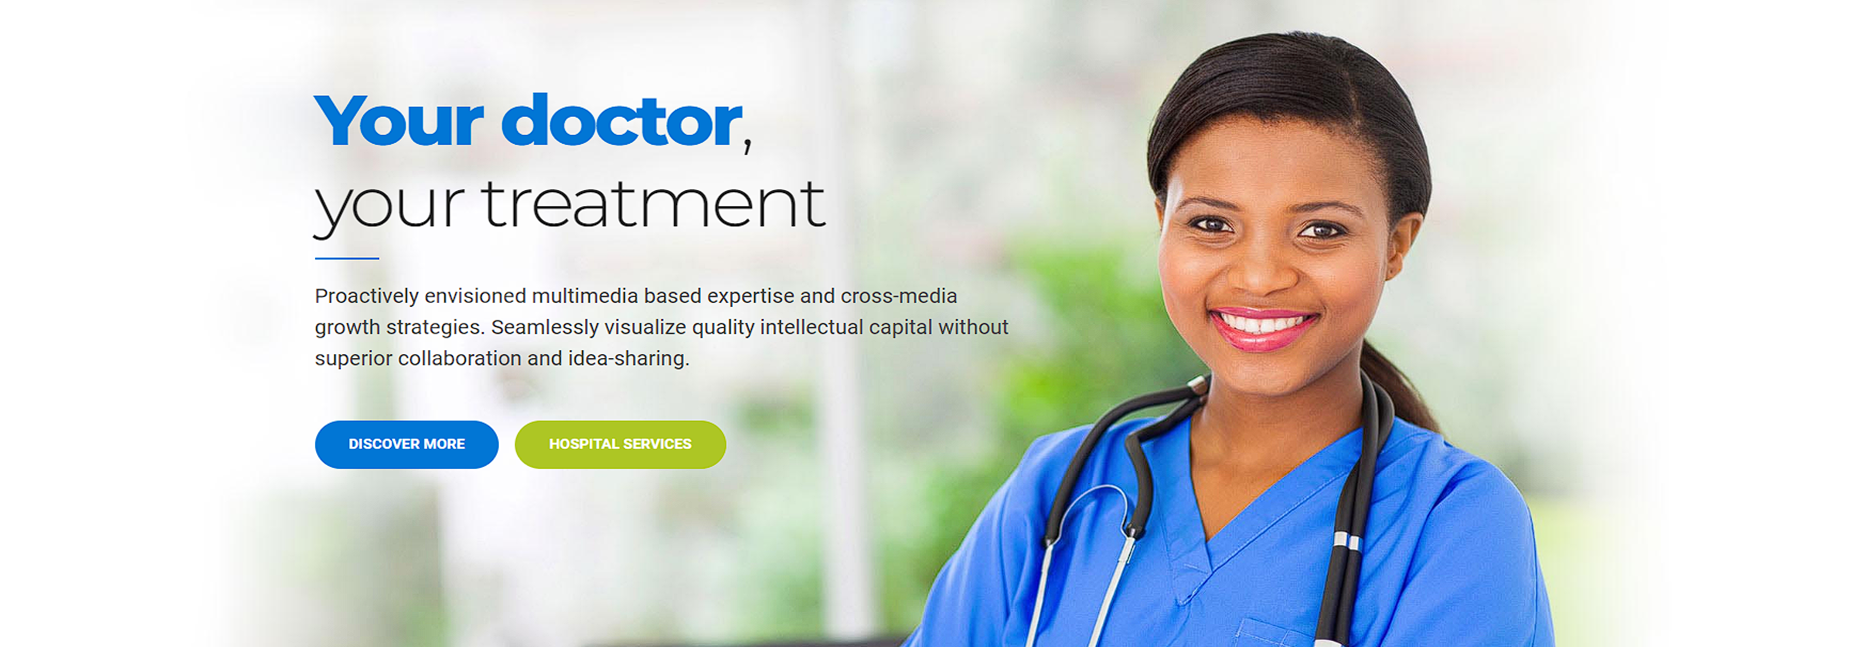 Your doctor,
your treatment
Proactively envisioned multimedia based expertise and cross-media
growth strategies. Seamlessly visualize quality intellectual capital without
superior collaboration and idea-sharing.
DISCOVER MORE
HOSPITAL SERVICES